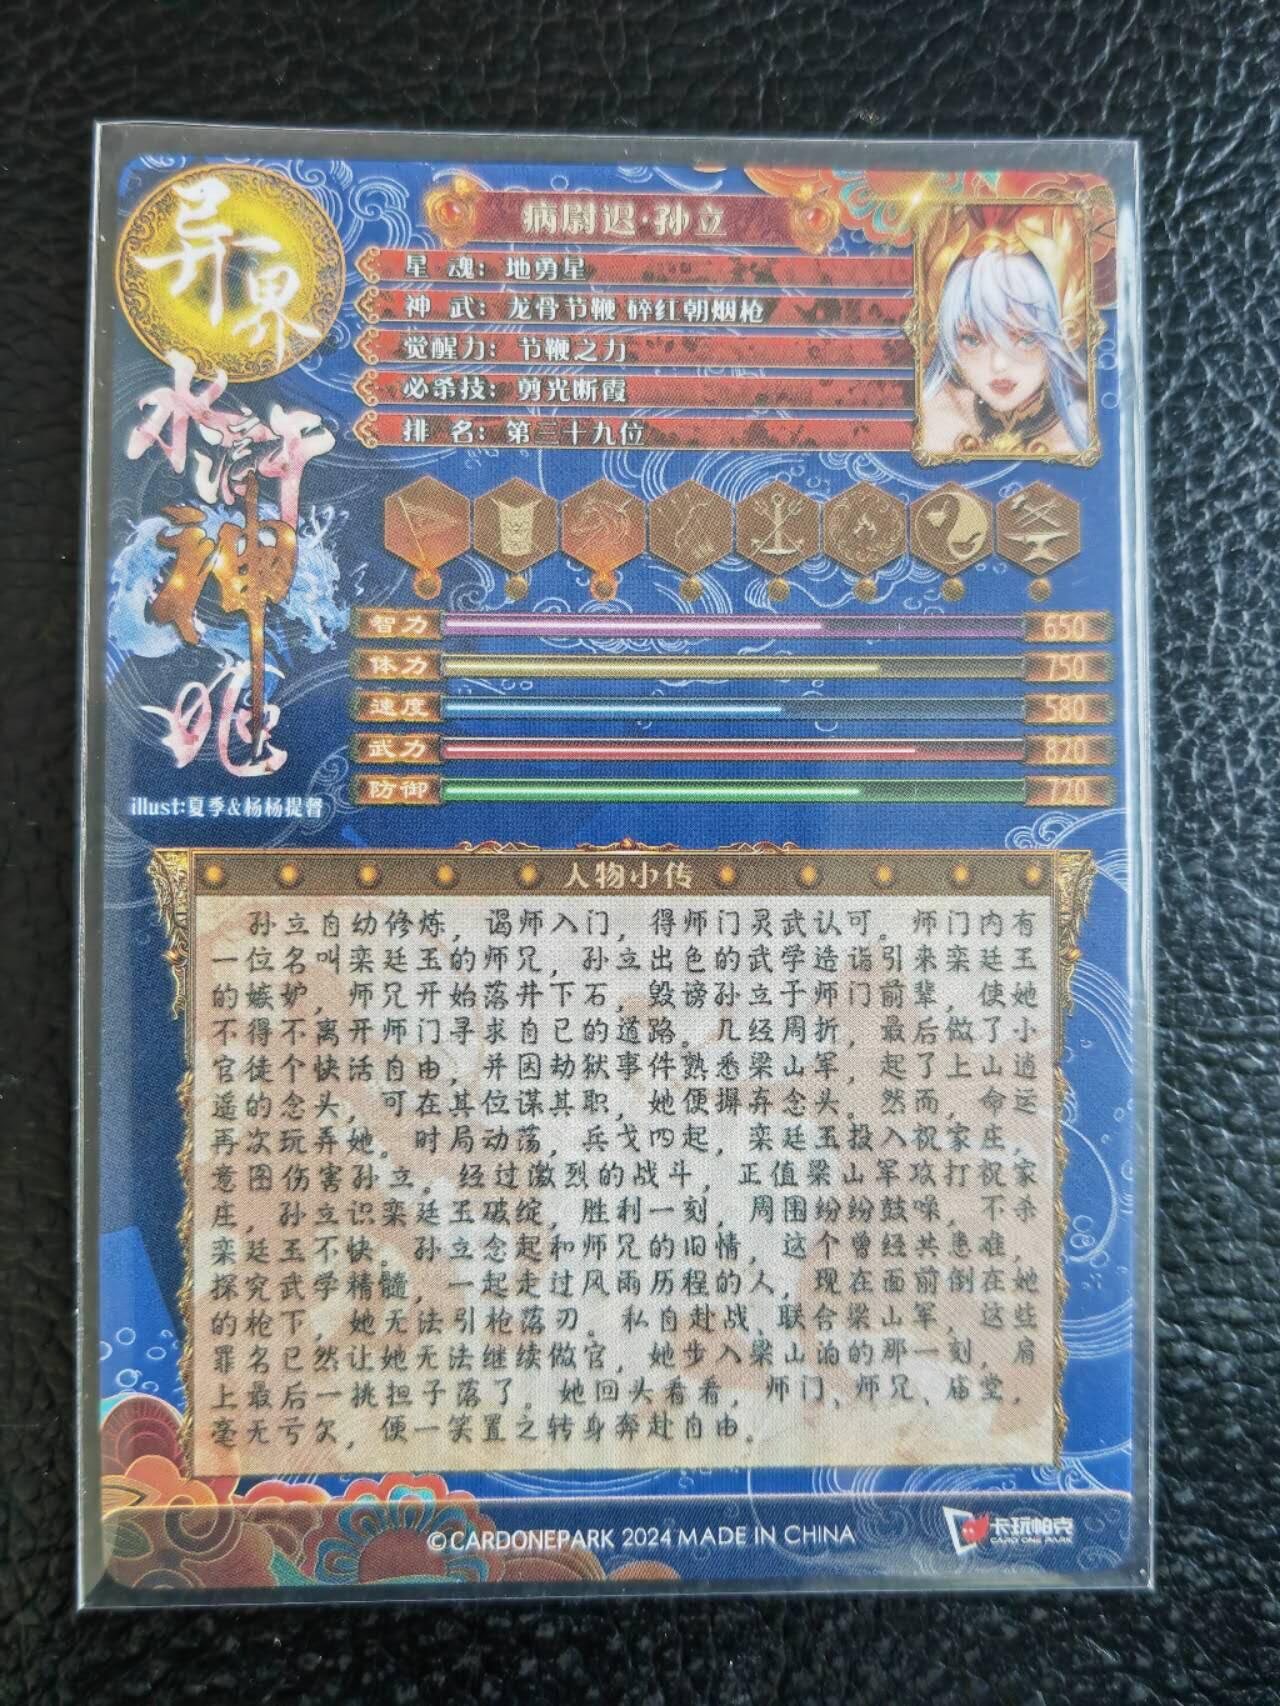 异界
水浒
神
姬
illust:夏季&杨杨提督
病尉迟·孙立
星 魂：地勇星
神 武：龙骨节鞭 碎红朝烟枪
觉醒力：节鞭之力
必杀技：剪光断霞
排 名：第三十九位
智力 650
体力 750
速度 580
武力 820
防御 720
人物小传
孙立自幼修炼，谒师入门，得师门灵武认可。师门内有
一位名叫栾廷玉的师兄，孙立出色的武学造诣引来栾廷玉
的嫉妒，师兄开始落井下石，毁谤孙立于师门前辈，使她
不得不离开师门寻求自己的道路。几经周折，最后做了小
官徒个快活自由，并因劫狱事件熟悉梁山军，起了上山逍
遥的念头，可在其位谋其职，她便摒弃念头。然而，命运
再次玩弄她。时局动荡，兵戈四起，栾廷玉投入祝家庄，
意图伤害孙立。经过激烈的战斗，正值梁山军攻打祝家
庄，孙立识栾廷玉破绽，胜利一刻，周围纷纷鼓噪，不杀
栾廷玉不快。孙立念起和师兄的旧情，这个曾经共患难，
探究武学精髓，一起走过风雨历程的人，现在面前倒在她
的枪下，她无法引枪落刃。私自赴战、联合梁山军，这些
罪名已然让她无法继续做官，她步入梁山泊的那一刻，肩
上最后一挑担子落了。她回头看看，师门、师兄、庙堂，
毫无亏欠，便一笑置之转身奔赴自由。
©CARDONEPARK 2024 MADE IN CHINA
卡玩帕克
CARD ONE PARK